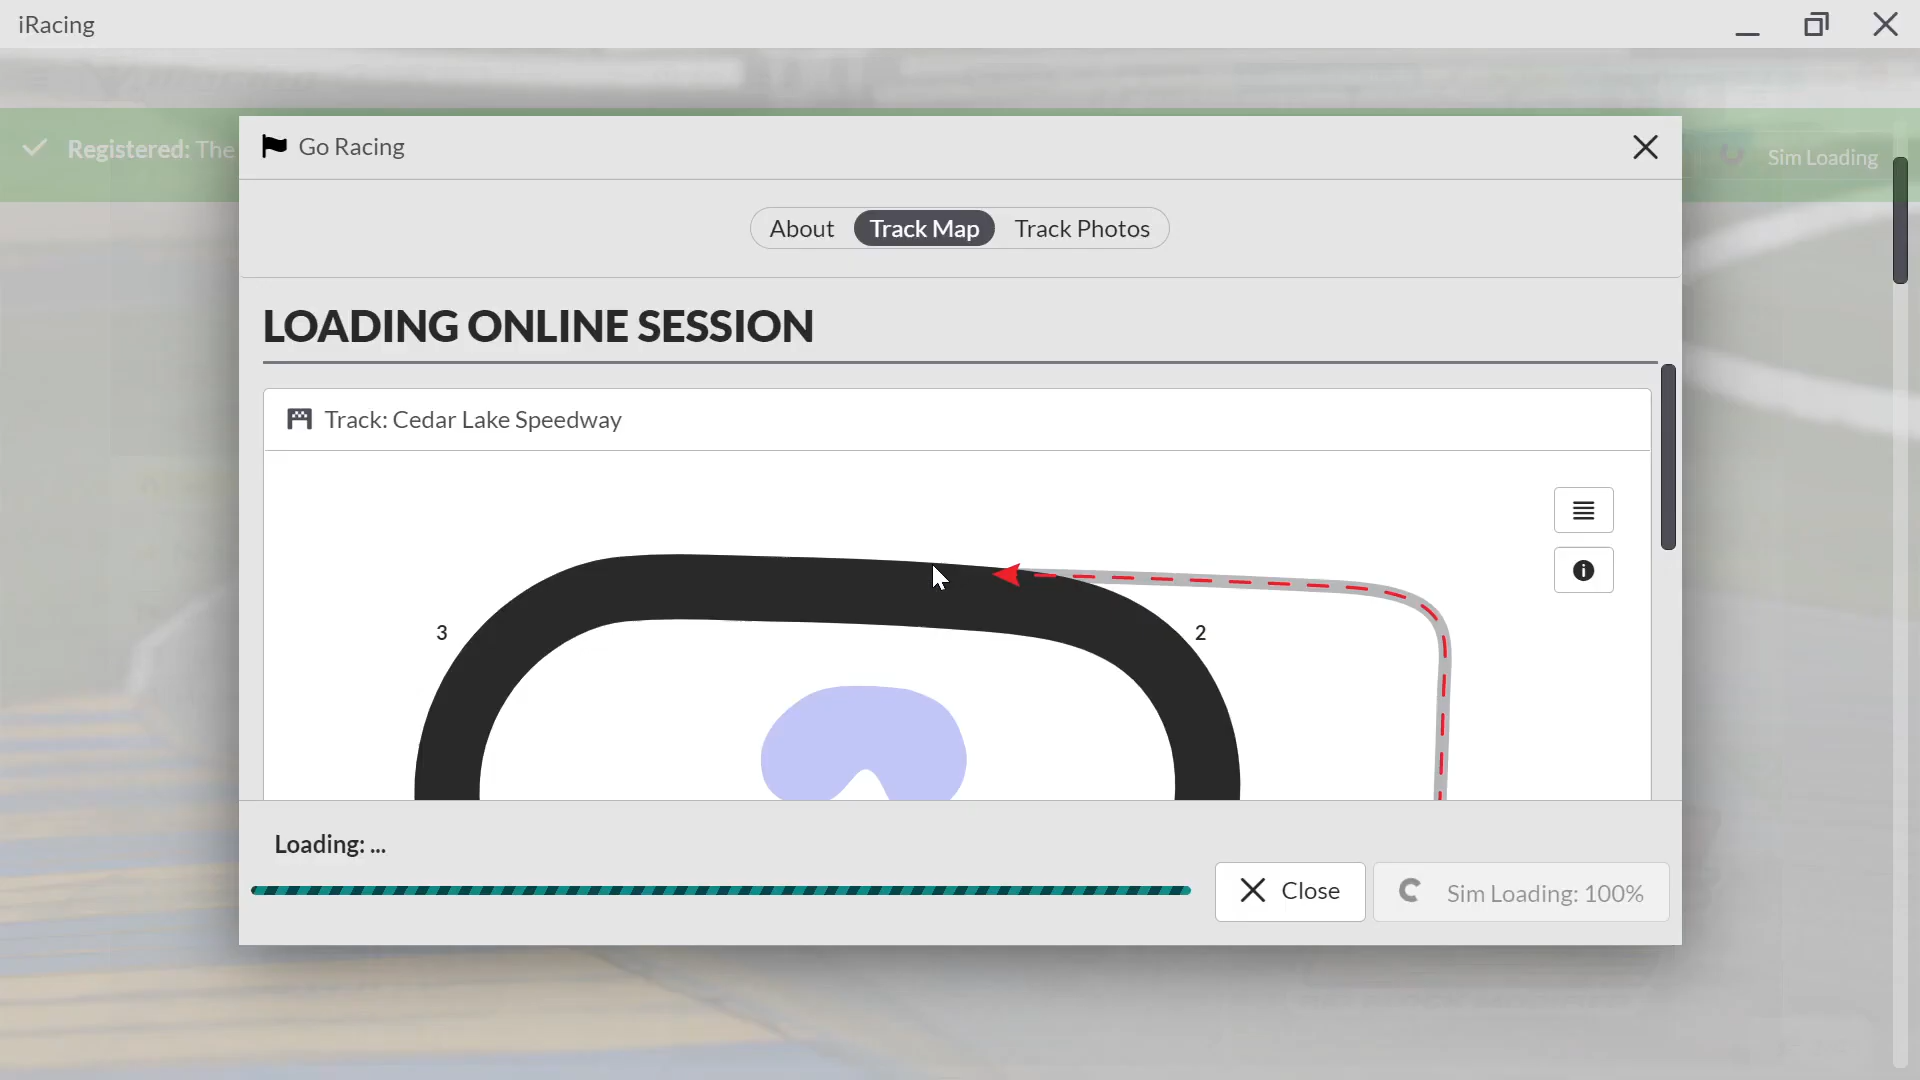 iRacing
Registered: The
Go Racing
Sim Loading
About
Track Map
Track Photos
LOADING ONLINE SESSION
Track: Cedar Lake Speedway
3
2
Loading: ...
Close
Sim Loading: 100%